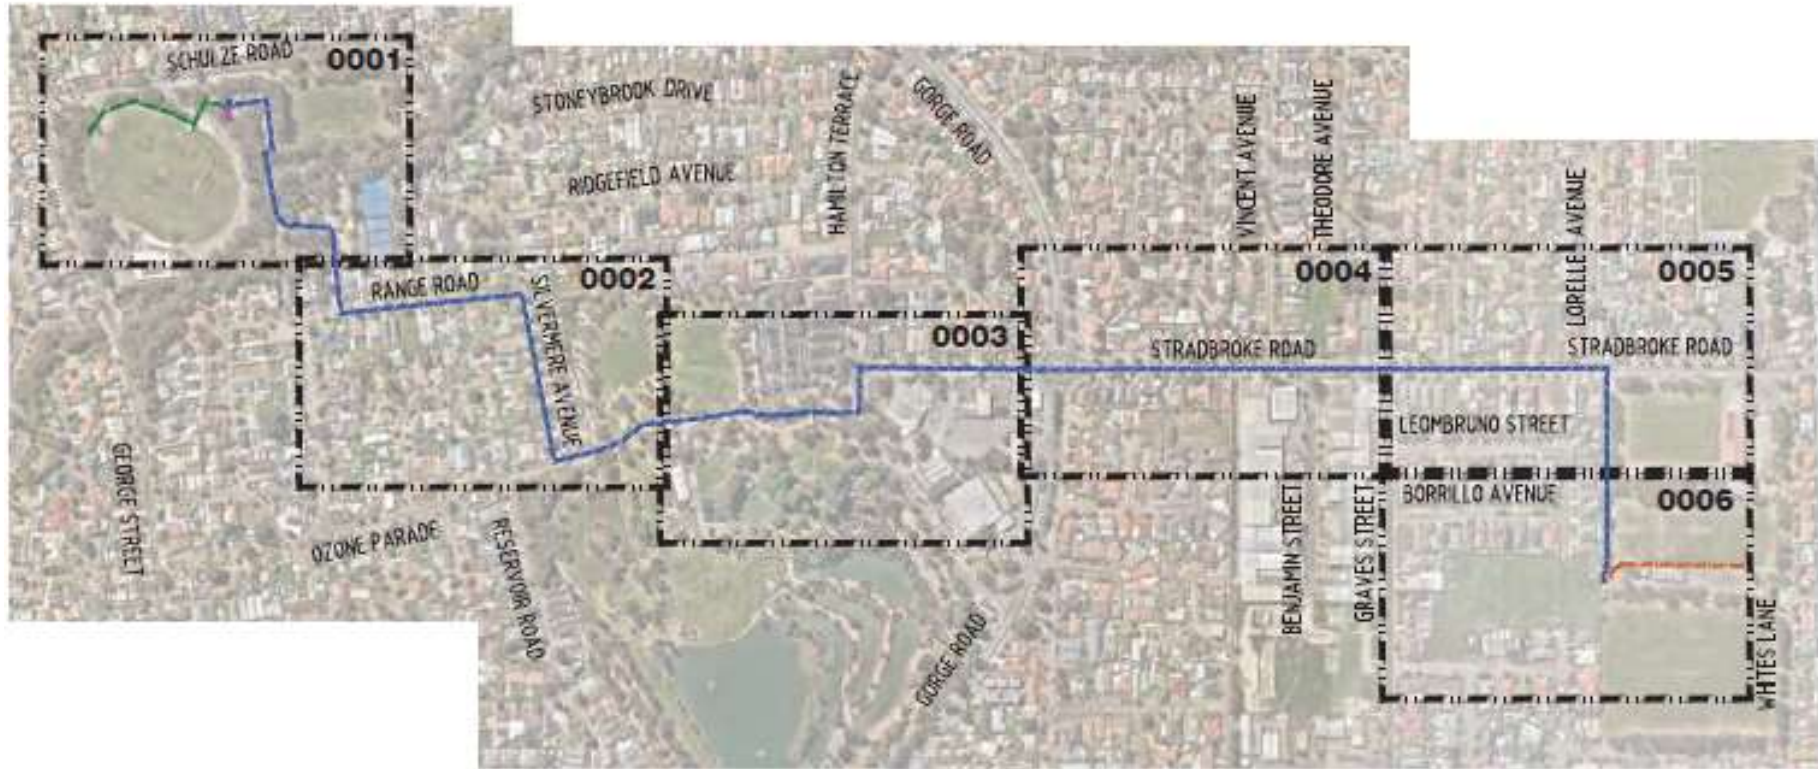 SCHULZE ROAD
0001
STONEYBROOK DRIVE
HAMILTON TERRACE
GORGE ROAD
VINCENT AVENUE
THEODORE AVENUE
RIDGEFIELD AVENUE
LORELLE AVENUE
RANGE ROAD
SILVERMERE AVENUE
0002
0003
0004
0005
STRADBROKE ROAD
STRADBROKE ROAD
LEOMBRUNO STREET
GEORGE STREET
OZONE PARADE
RESERVOIR ROAD
GORGE ROAD
BENJAMIN STREET
GRAVES STREET
BORRILLO AVENUE
0006
WHITES LANE